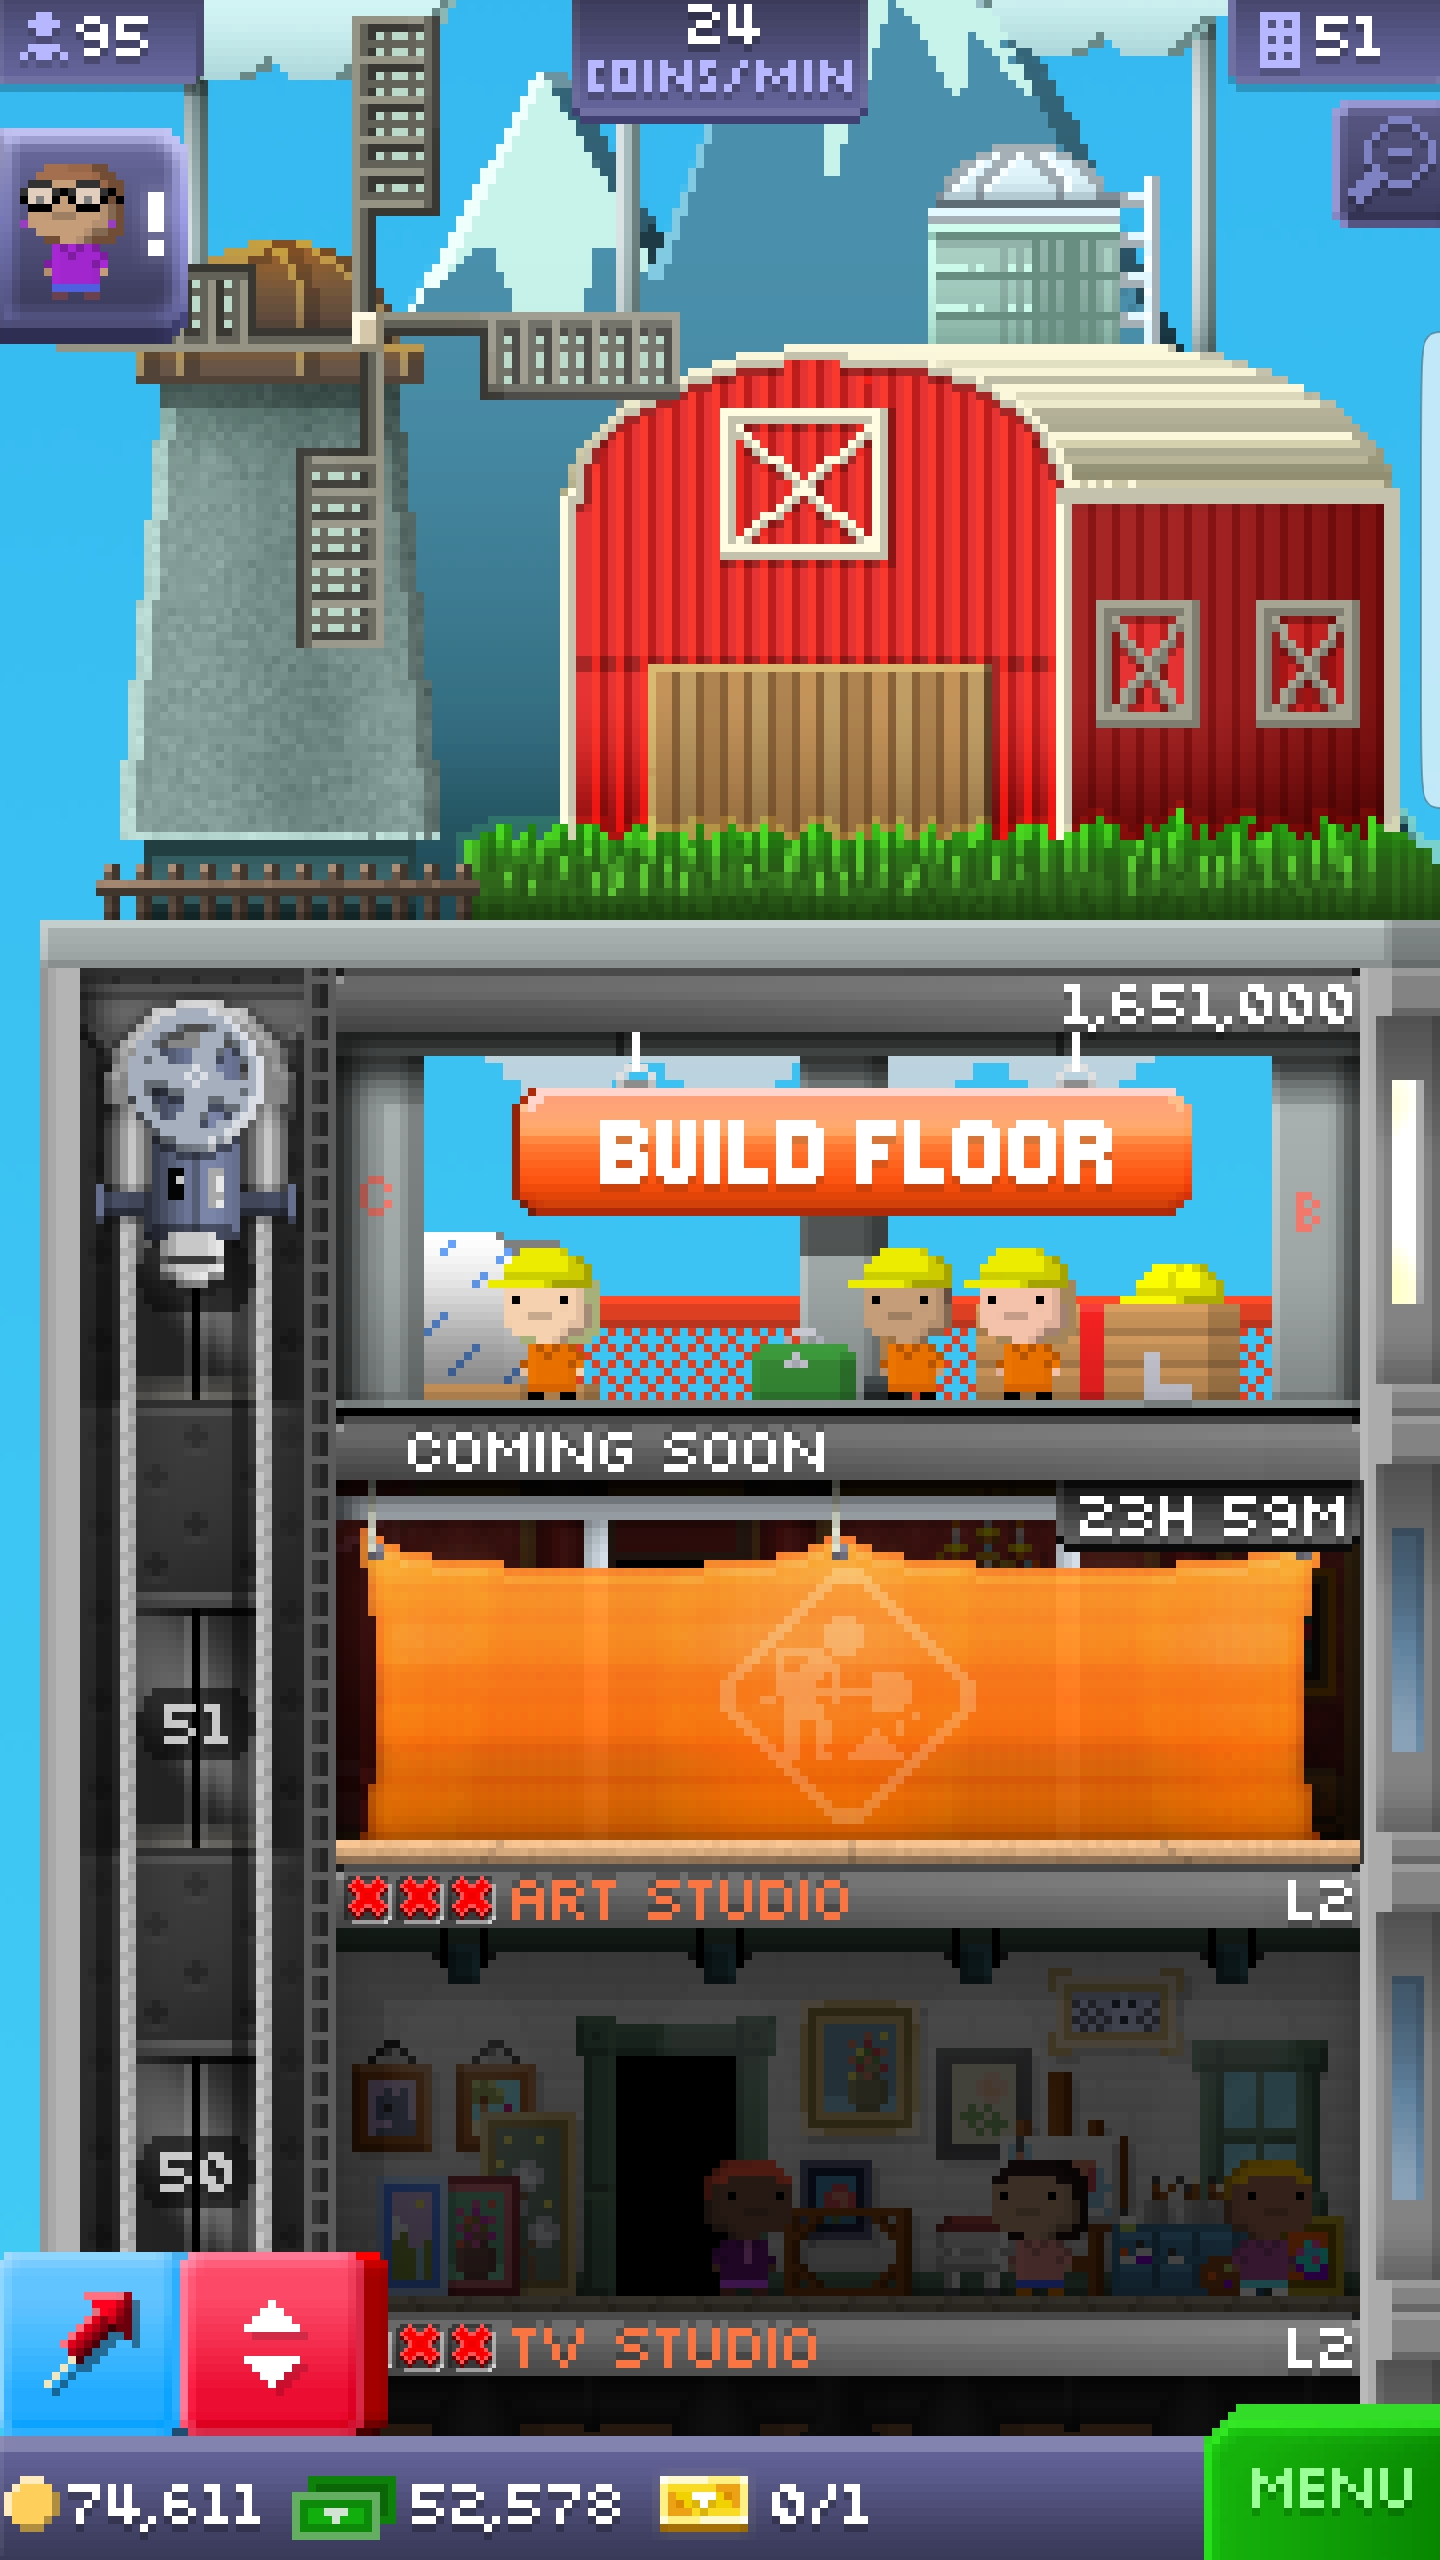 95
24
COINS/MIN
51
!
1,651,000
BUILD FLOOR
C
B
COMING SOON
23H 59M
51
ART STUDIO
L2
50
TV STUDIO
L2
74,611
52,578
0/1
MENU